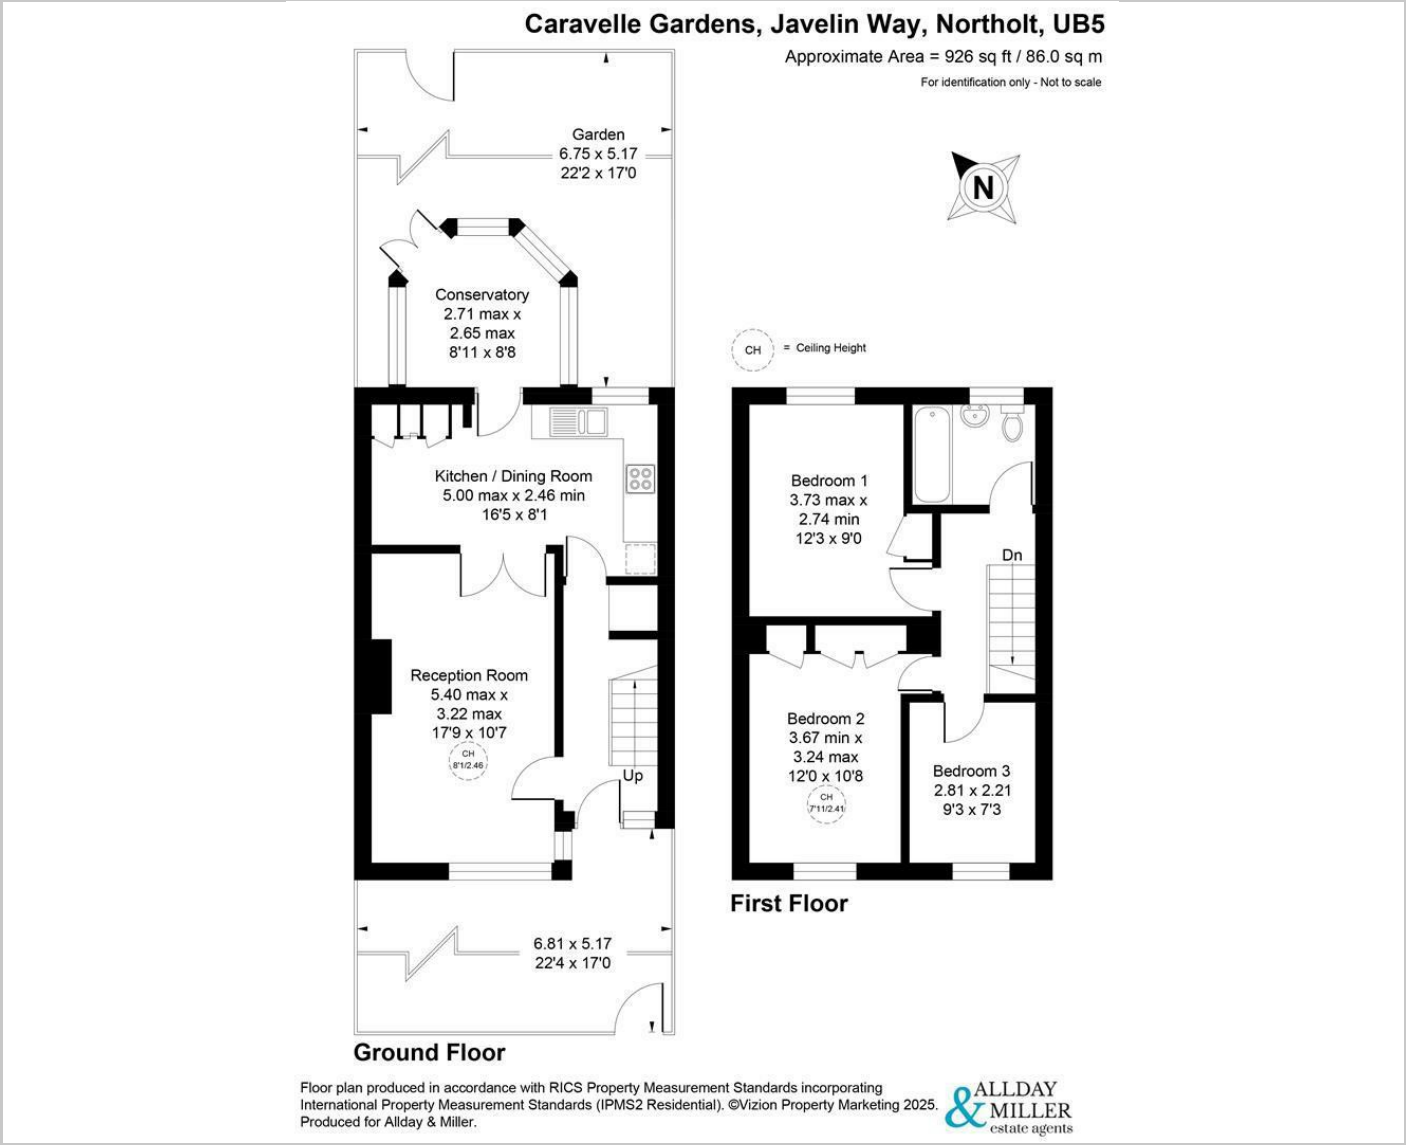 Caravelle Gardens, Javelin Way, Northolt, UB5
Approximate Area = 926 sq ft / 86.0 sq m
For identification only - Not to scale
Garden
6.75 x 5.17
22'2 x 17'0
N
Conservatory
2.71 max x
2.65 max
8'11 x 8'8
CH
= Ceiling Height
Kitchen / Dining Room
5.00 max x 2.46 min
16'5 x 8'1
Reception Room
5.40 max x
3.22 max
17'9 x 10'7
CH
8'1/2.46
Up
6.81 x 5.17
22'4 x 17'0
Ground Floor
Bedroom 1
3.73 max x
2.74 min
12'3 x 9'0
Dn
Bedroom 2
3.67 min x
3.24 max
12'0 x 10'8
CH
7'11/2.41
Bedroom 3
2.81 x 2.21
9'3 x 7'3
First Floor
Floor plan produced in accordance with RICS Property Measurement Standards incorporating
International Property Measurement Standards (IPMS2 Residential). ©Vizion Property Marketing 2025.
Produced for Allday & Miller.
ALLDAY
& MILLER
estate agents